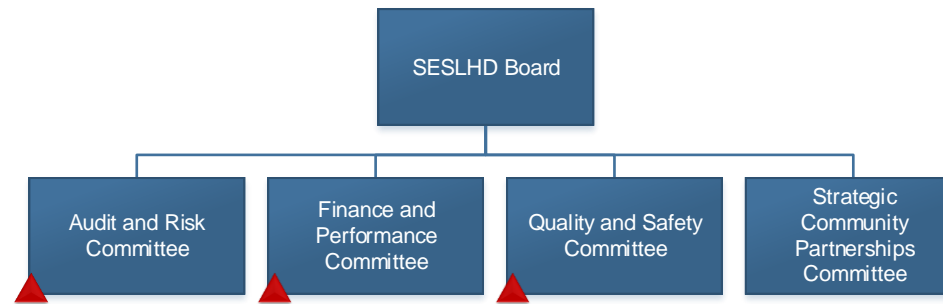 SESLHD Board
Audit and Risk
Committee
Finance and
Performance
Committee
Quality and Safety
Committee
Strategic
Community
Partnerships
Committee